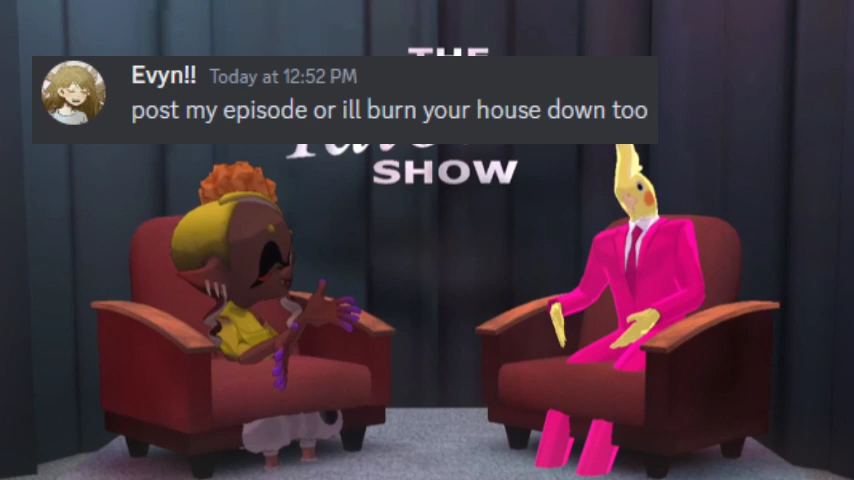 THE
Evyn!! Today at 12:52 PM
post my episode or ill burn your house down too
SHOW